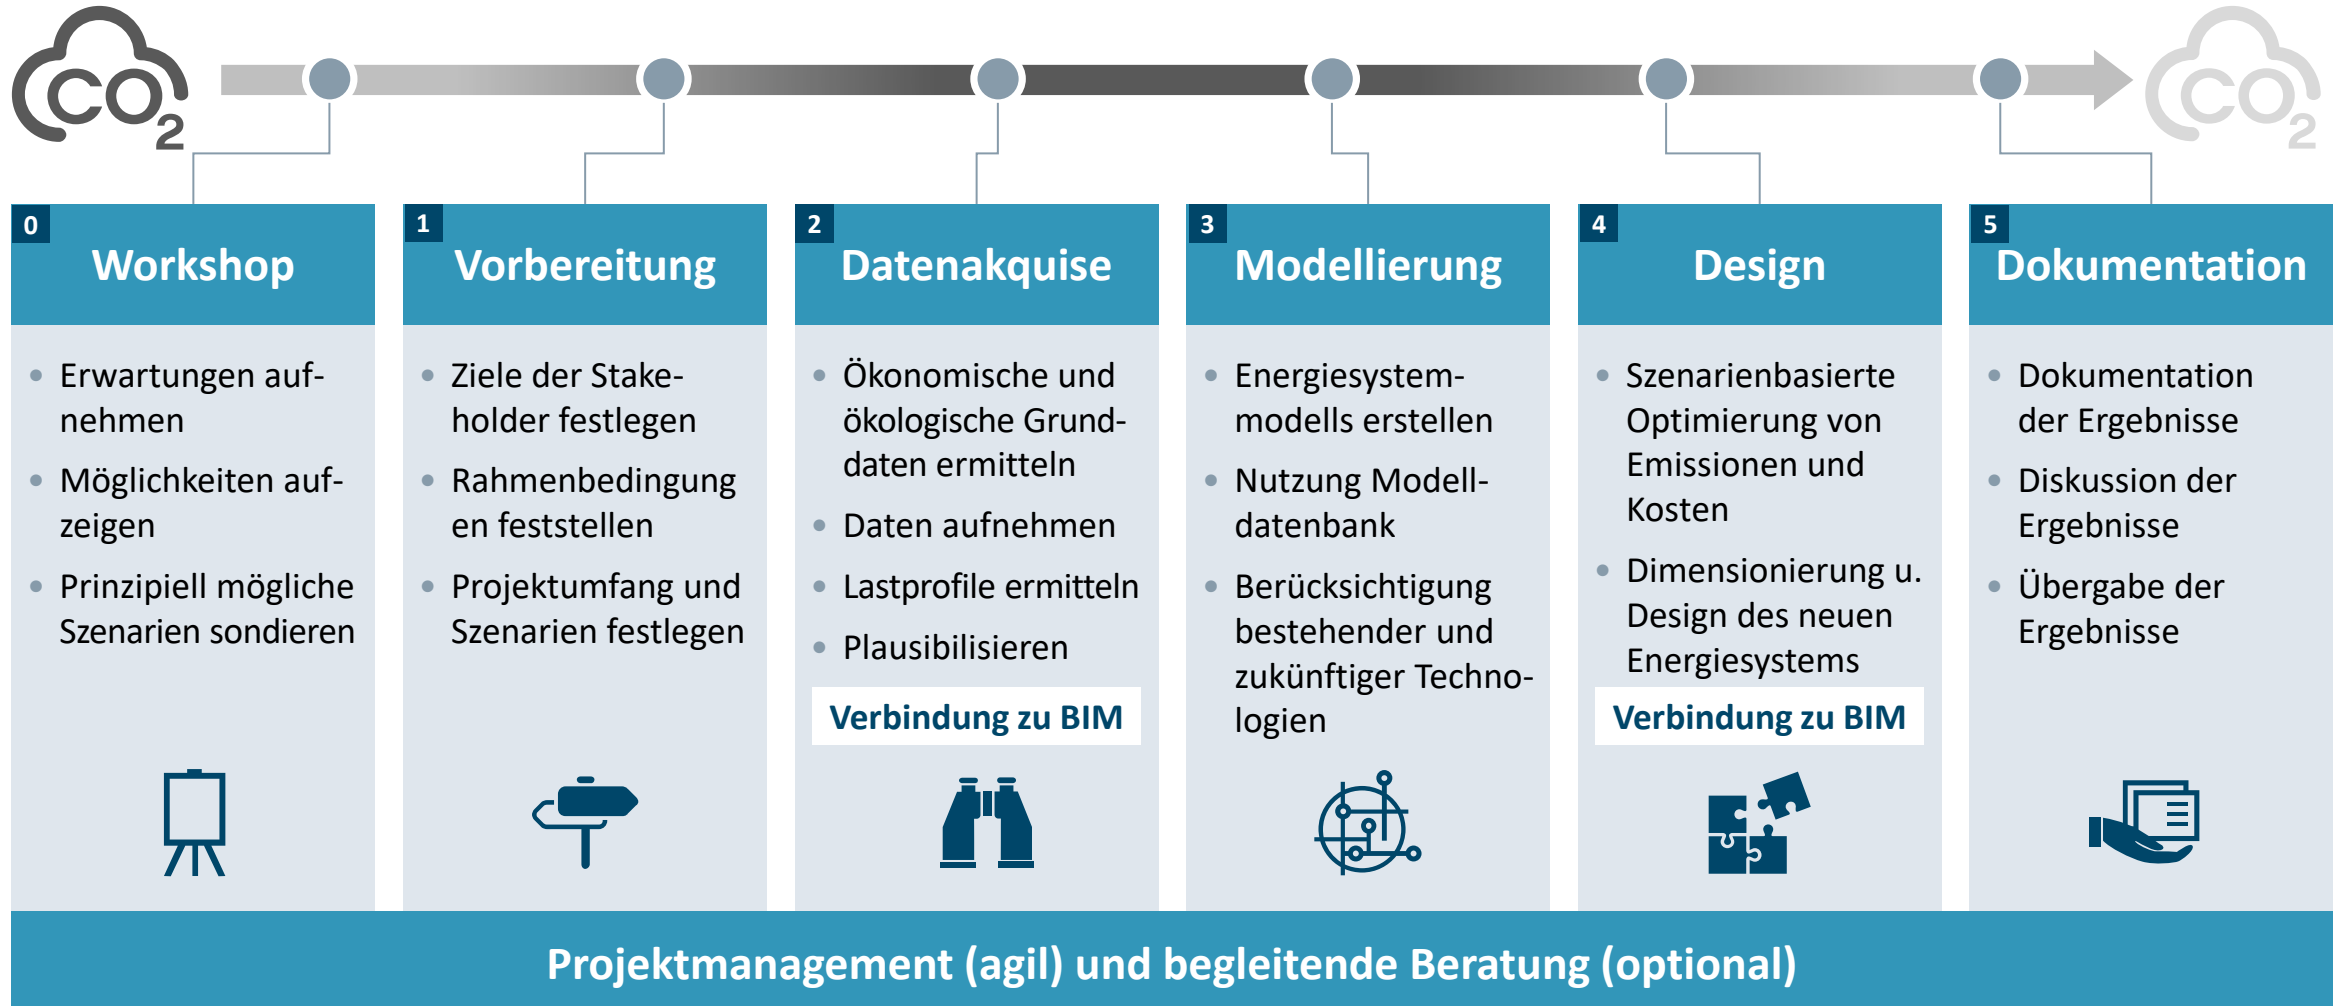 CO2
CO2
0
Workshop
Erwartungen auf-
nehmen
Möglichkeiten auf-
zeigen
Prinzipiell mögliche
Szenarien sondieren
1
Vorbereitung
Ziele der Stake-
holder festlegen
Rahmenbedingung
en feststellen
Projektumfang und
Szenarien festlegen
2
Datenakquise
Ökonomische und
ökologische Grund-
daten ermitteln
Daten aufnehmen
Lastprofile ermitteln
Plausibilisieren
Verbindung zu BIM
3
Modellierung
Energiesystem-
modells erstellen
Nutzung Modell-
datenbank
Berücksichtigung
bestehender und
zukünftiger Techno-
logien
4
Design
Szenarienbasierte
Optimierung von
Emissionen und
Kosten
Dimensionierung u.
Design des neuen
Energiesystems
Verbindung zu BIM
5
Dokumentation
Dokumentation
der Ergebnisse
Diskussion der
Ergebnisse
Übergabe der
Ergebnisse
Projektmanagement (agil) und begleitende Beratung (optional)